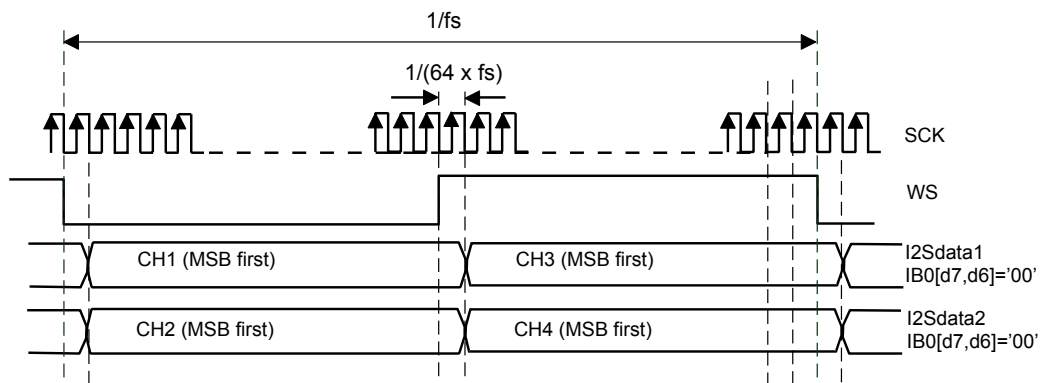 1/fs
1/(64 x fs)
SCK
WS
CH1 (MSB first)
CH3 (MSB first)
I2Sdata1
IB0[d7,d6]='00'
CH2 (MSB first)
CH4 (MSB first)
I2Sdata2
IB0[d7,d6]='00'